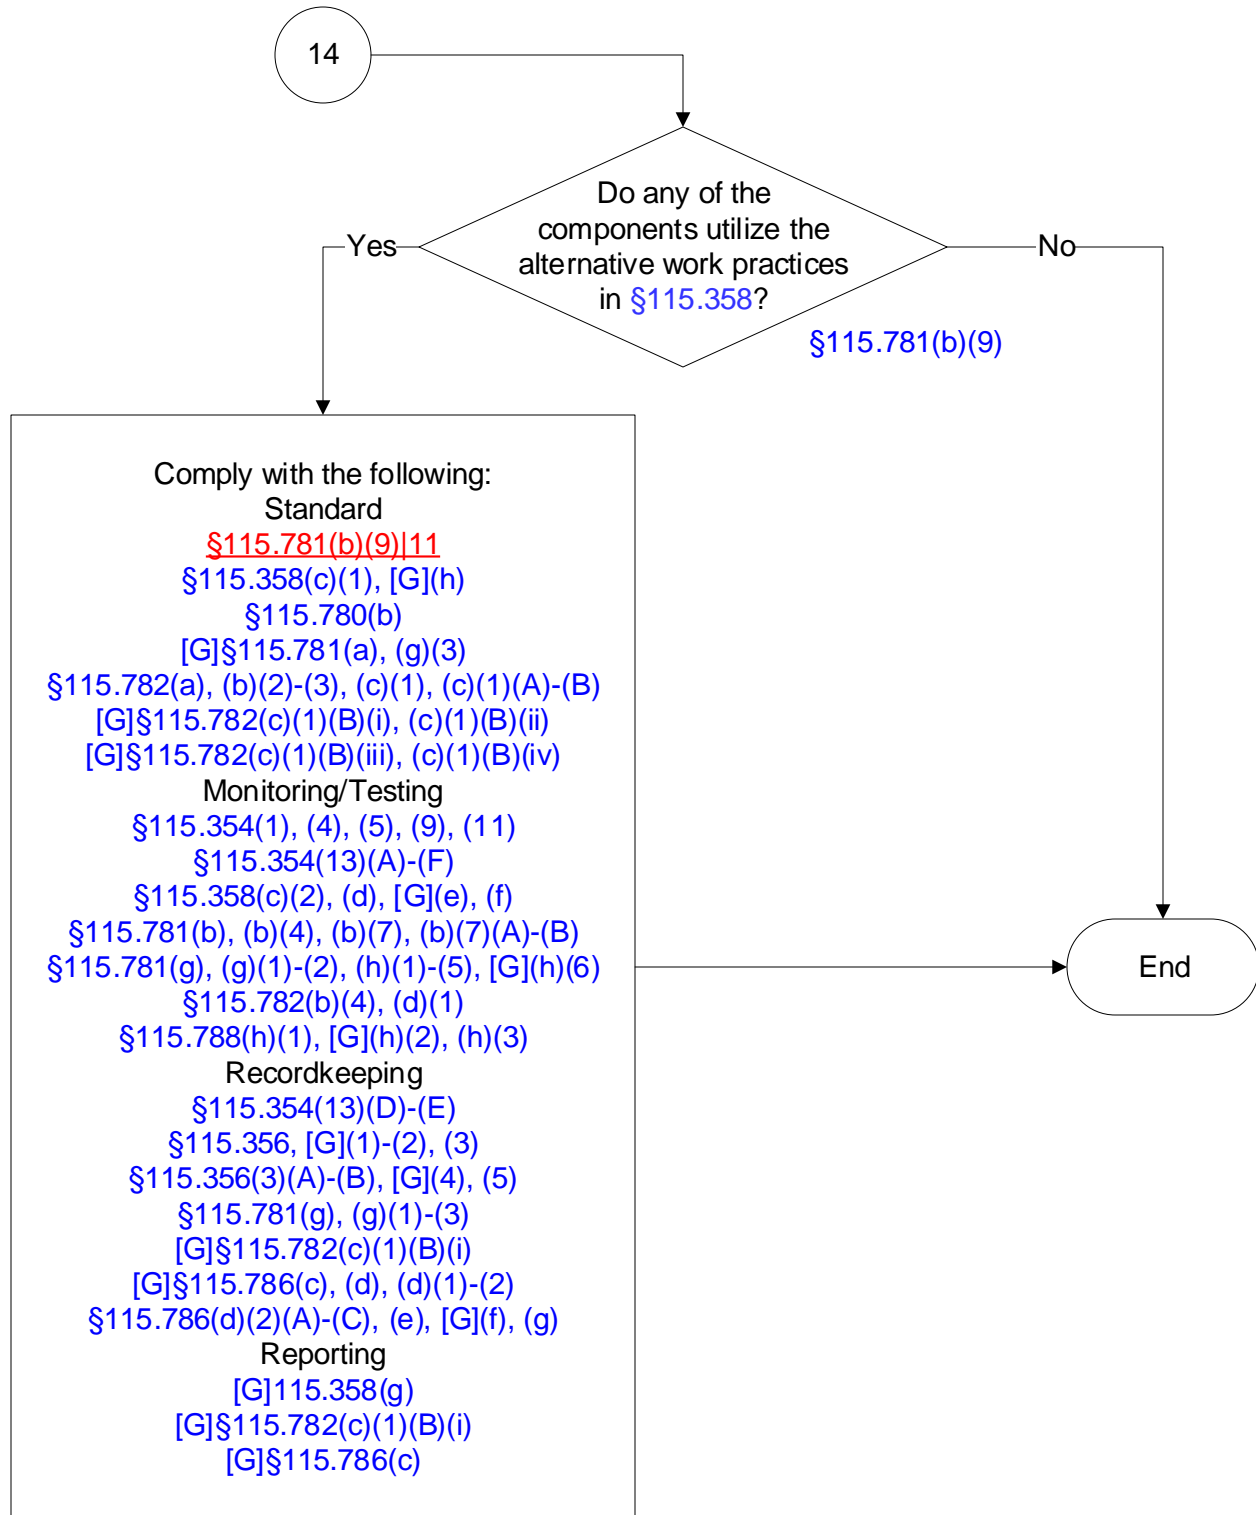 14
Do any of the
components utilize the
alternative work practices
in §115.358?
Yes
No
§115.781(b)(9)
Comply with the following:
Standard
§115.781(b)(9)|11
§115.358(c)(1), [G](h)
§115.780(b)
[G]§115.781(a), (g)(3)
§115.782(a), (b)(2)-(3), (c)(1), (c)(1)(A)-(B)
[G]§115.782(c)(1)(B)(i), (c)(1)(B)(ii)
[G]§115.782(c)(1)(B)(iii), (c)(1)(B)(iv)
Monitoring/Testing
§115.354(1), (4), (5), (9), (11)
§115.354(13)(A)-(F)
§115.358(c)(2), (d), [G](e), (f)
§115.781(b), (b)(4), (b)(7), (b)(7)(A)-(B)
§115.781(g), (g)(1)-(2), (h)(1)-(5), [G](h)(6)
§115.782(b)(4), (d)(1)
§115.788(h)(1), [G](h)(2), (h)(3)
Recordkeeping
§115.354(13)(D)-(E)
§115.356, [G](1)-(2), (3)
§115.356(3)(A)-(B), [G](4), (5)
§115.781(g), (g)(1)-(3)
[G]§115.782(c)(1)(B)(i)
[G]§115.786(c), (d), (d)(1)-(2)
§115.786(d)(2)(A)-(C), (e), [G](f), (g)
Reporting
[G]115.358(g)
[G]§115.782(c)(1)(B)(i)
[G]§115.786(c)
End